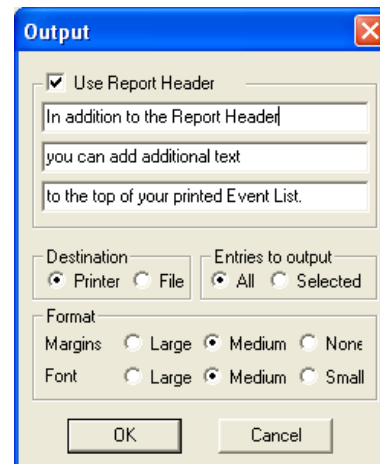 Output
Use Report Header
In addition to the Report Header
you can add additional text
to the top of your printed Event List.
Destination
Printer File
Entries to output
All Selected
Format
Margins Large Medium None
Font Large Medium Small
OK Cancel